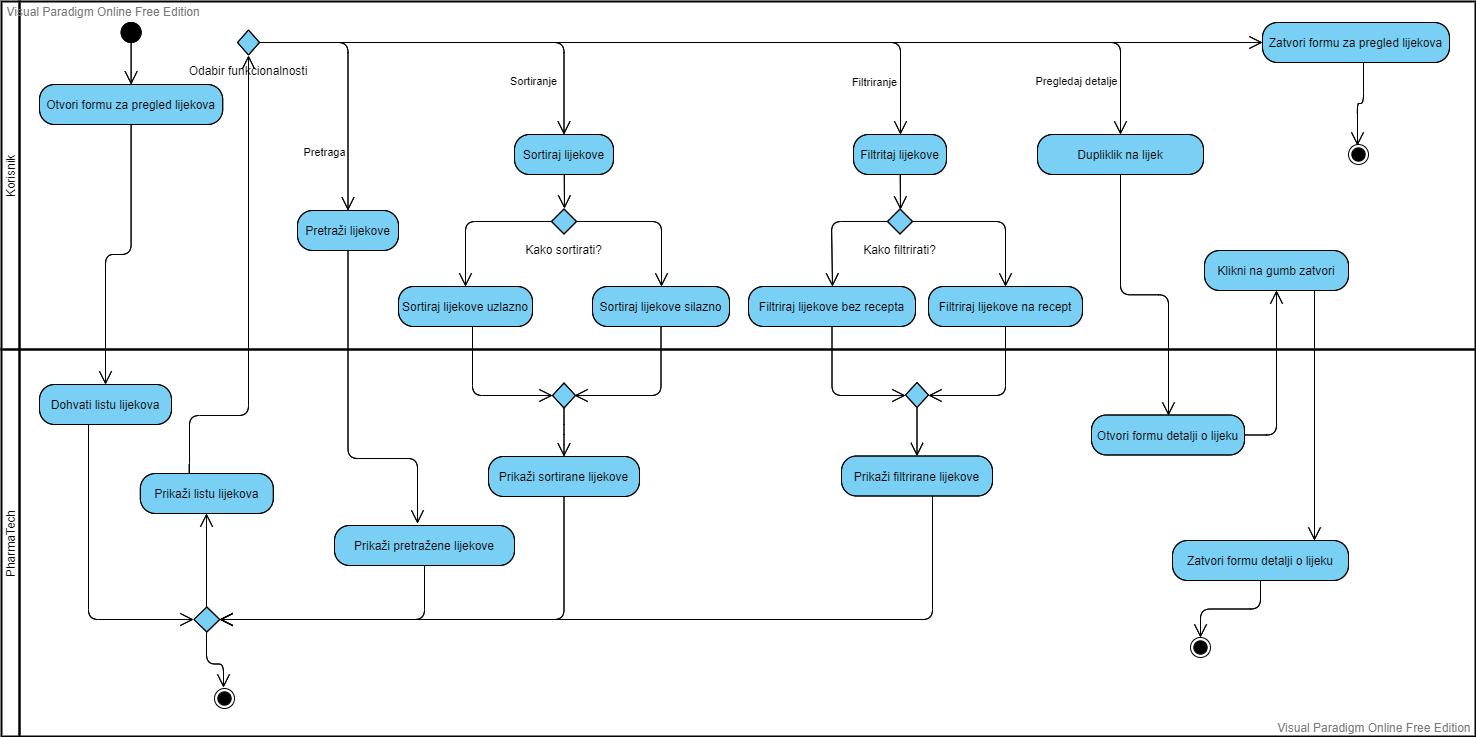 Visual Paradigm Online Free Edition
Korisnik
Otvori formu za pregled lijekova
Odabir funkcionalnosti
Pretraga
Sortiranje
Filtriranje
Pregledaj detalje
Zatvori formu za pregled lijekova
Sortiraj lijekove
Filtritaj lijekove
Dupliklik na lijek
Pretraži lijekove
Kako sortirati?
Kako filtrirati?
Klikni na gumb zatvori
Sortiraj lijekove uzlazno
Sortiraj lijekove silazno
Filtriraj lijekove bez recepta
Filtriraj lijekove na recept
PharmaTech
Dohvati listu lijekova
Otvori formu detalji o lijeku
Prikaži listu lijekova
Prikaži sortirane lijekove
Prikaži filtrirane lijekove
Prikaži pretražene lijekove
Zatvori formu detalji o lijeku
Visual Paradigm Online Free Edition